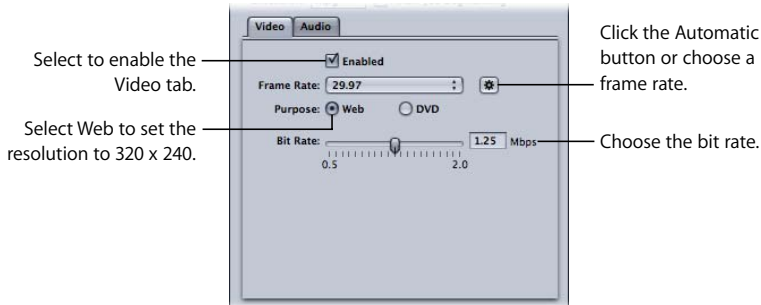 Video Audio
Select to enable the
Video tab.
Enabled
Click the Automatic
button or choose a
frame rate.
Frame Rate: 29.97
Purpose: Web DVD
Select Web to set the
resolution to 320 x 240.
Bit Rate: 1.25 Mbps
0.5 2.0
Choose the bit rate.